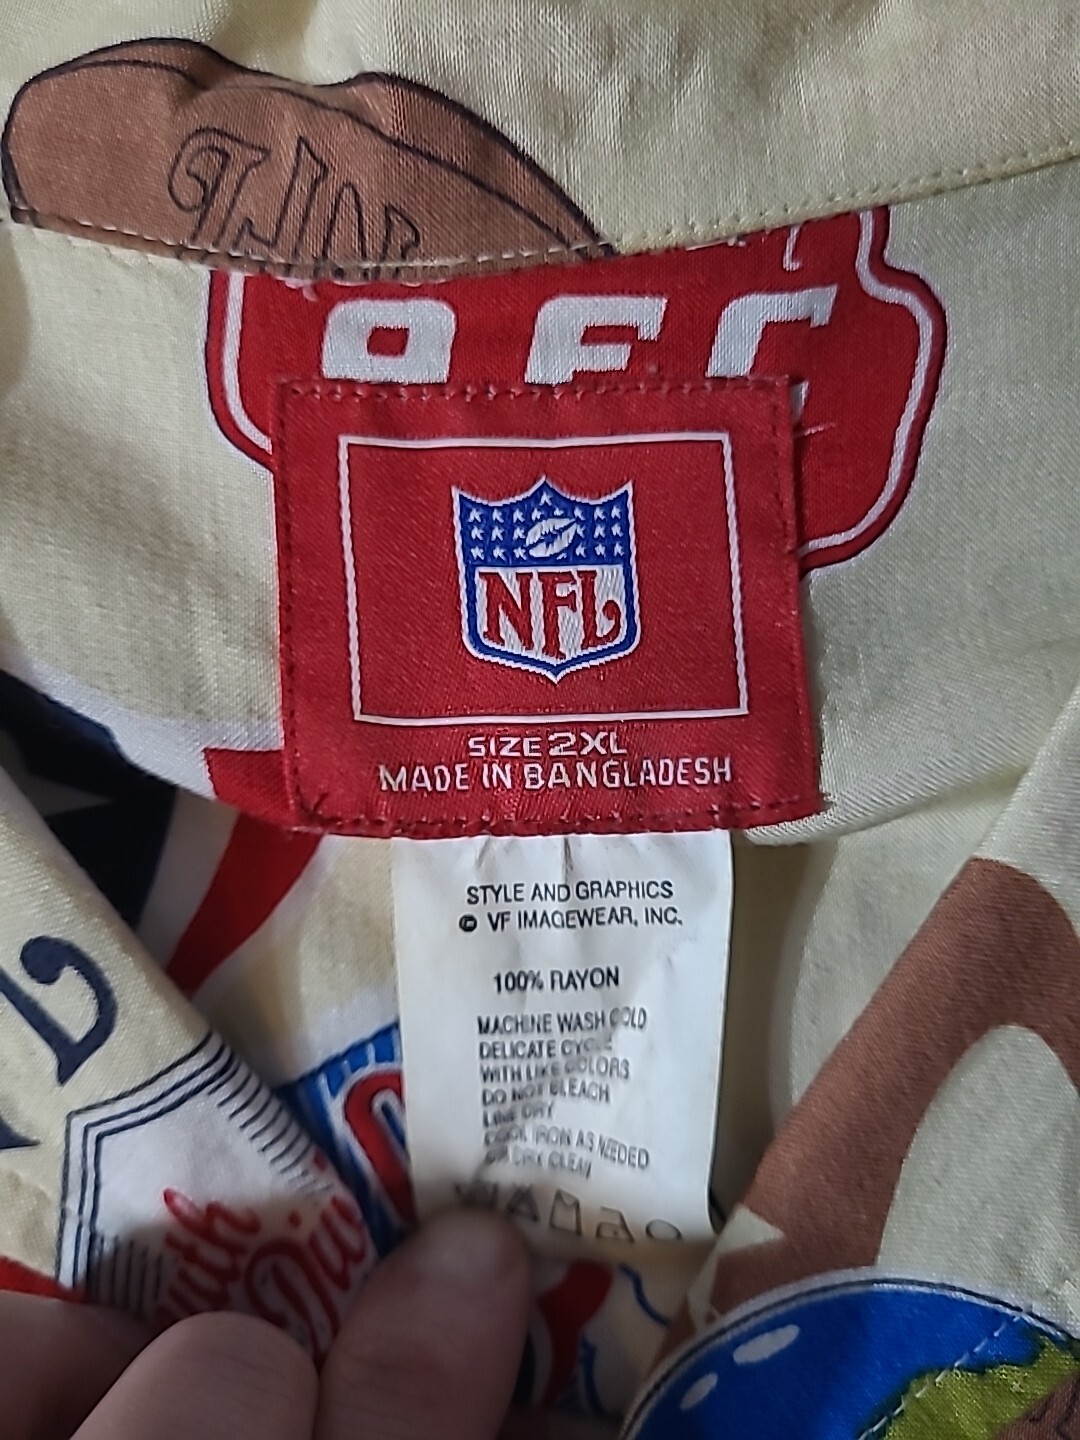 AFC
NFL
SIZE 2XL
MADE IN BANGLADESH
STYLE AND GRAPHICS
© VF IMAGEWEAR, INC.
100% RAYON
MACHINE WASH COLD
DELICATE CYCLE
WITH LIKE COLORS
DO NOT BLEACH
LINE DRY
COOL IRON AS NEEDED
OR DRY CLEAN